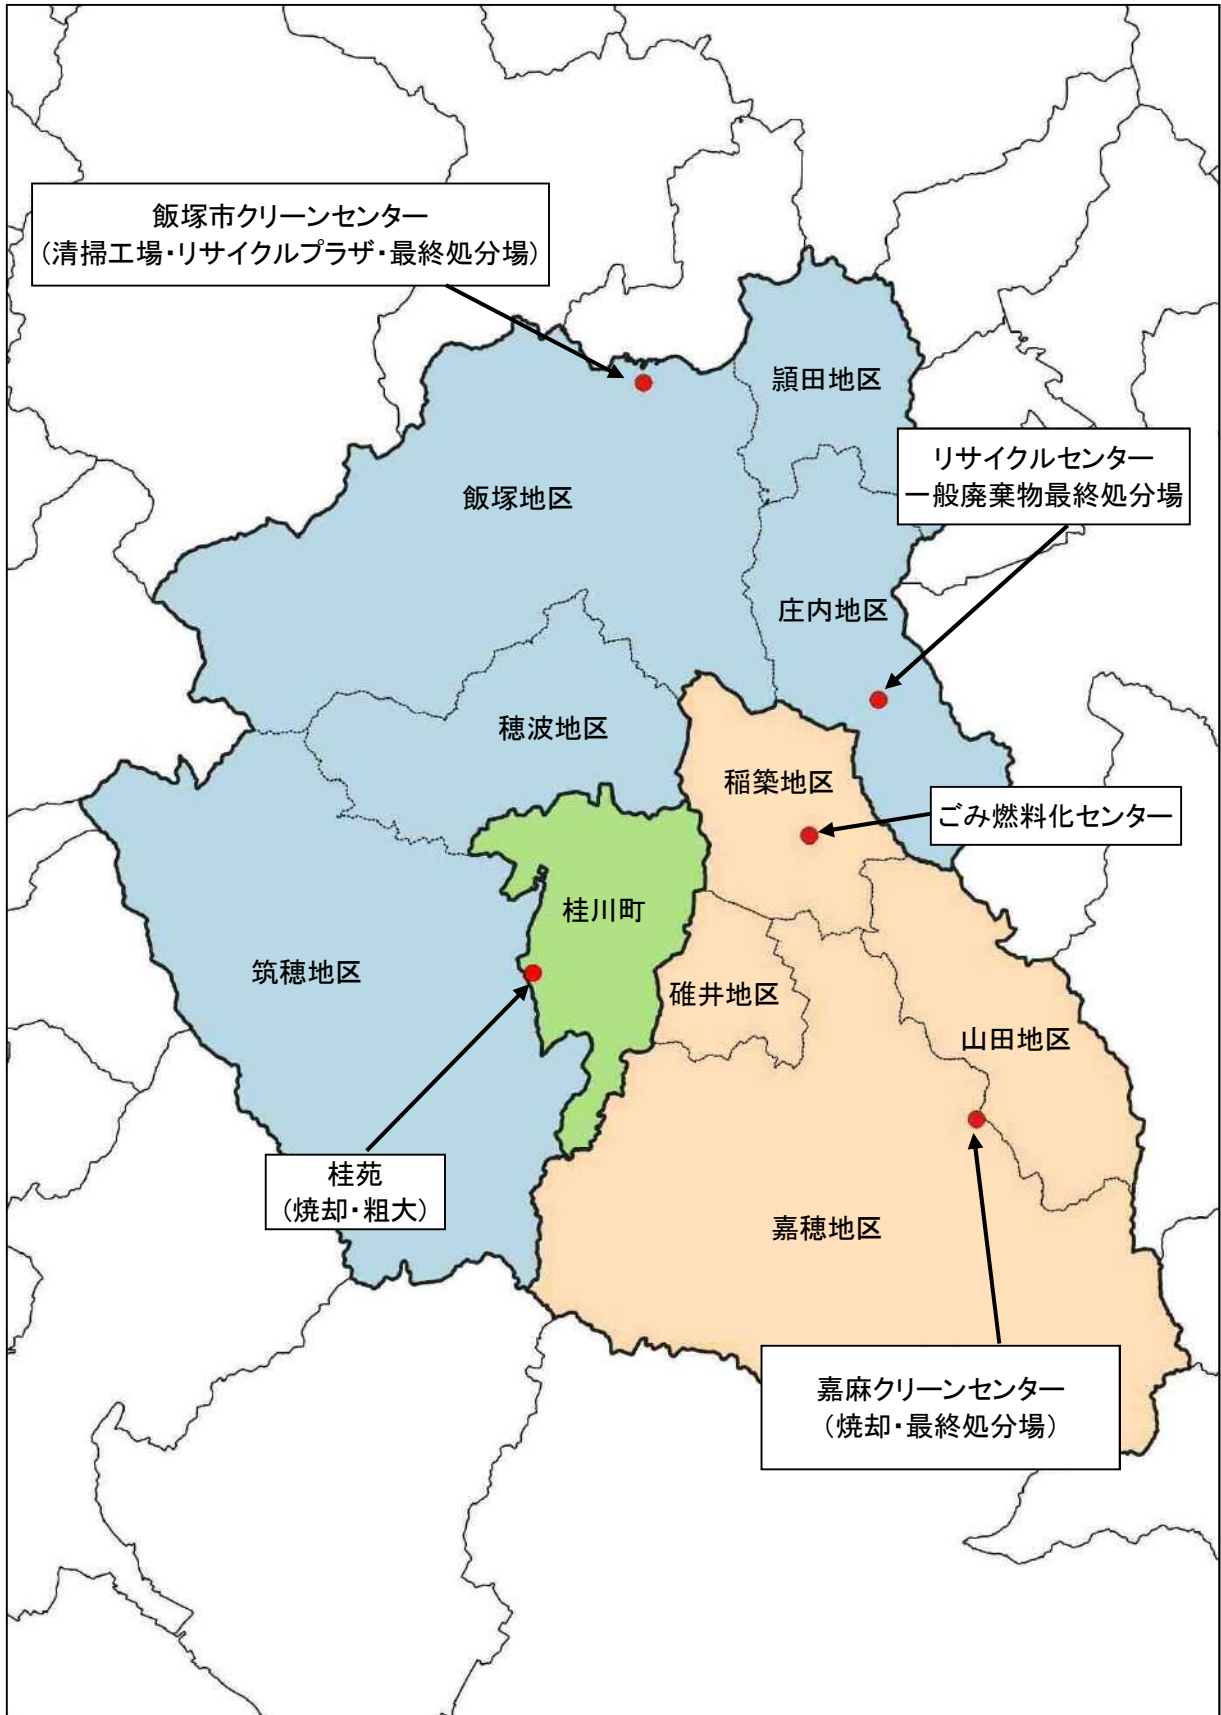 飯塚市クリーンセンター
(清掃工場・リサイクルプラザ・最終処分場)
頴田地区
リサイクルセンター
一般廃棄物最終処分場
飯塚地区
庄内地区
穂波地区
稲築地区
ごみ燃料化センター
桂川町
筑穂地区
碓井地区
山田地区
桂苑
(焼却・粗大)
嘉穂地区
嘉麻クリーンセンター
(焼却・最終処分場)